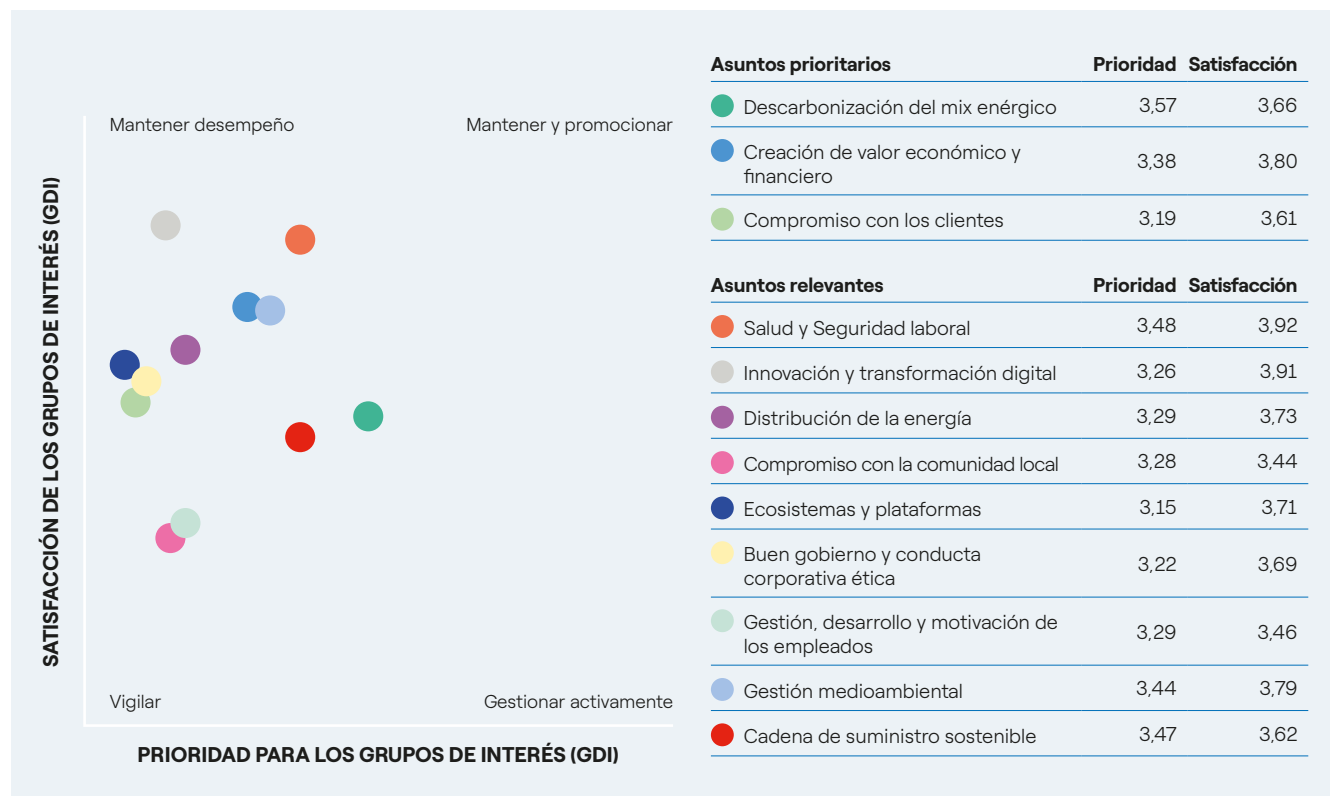 SATISFACCIÓN DE LOS GRUPOS DE INTERÉS (GDI)
Mantener desempeño
Mantener y promocionar
Vigilar
Gestionar activamente
PRIORIDAD PARA LOS GRUPOS DE INTERÉS (GDI)
Asuntos prioritarios Prioridad Satisfacción
Descarbonización del mix enérgico 3,57 3,66
Creación de valor económico y
financiero 3,38 3,80
Compromiso con los clientes 3,19 3,61
Asuntos relevantes Prioridad Satisfacción
Salud y Seguridad laboral 3,48 3,92
Innovación y transformación digital 3,26 3,91
Distribución de la energía 3,29 3,73
Compromiso con la comunidad local 3,28 3,44
Ecosistemas y plataformas 3,15 3,71
Buen gobierno y conducta
corporativa ética 3,22 3,69
Gestión, desarrollo y motivación de
los empleados 3,29 3,46
Gestión medioambiental 3,44 3,79
Cadena de suministro sostenible 3,47 3,62